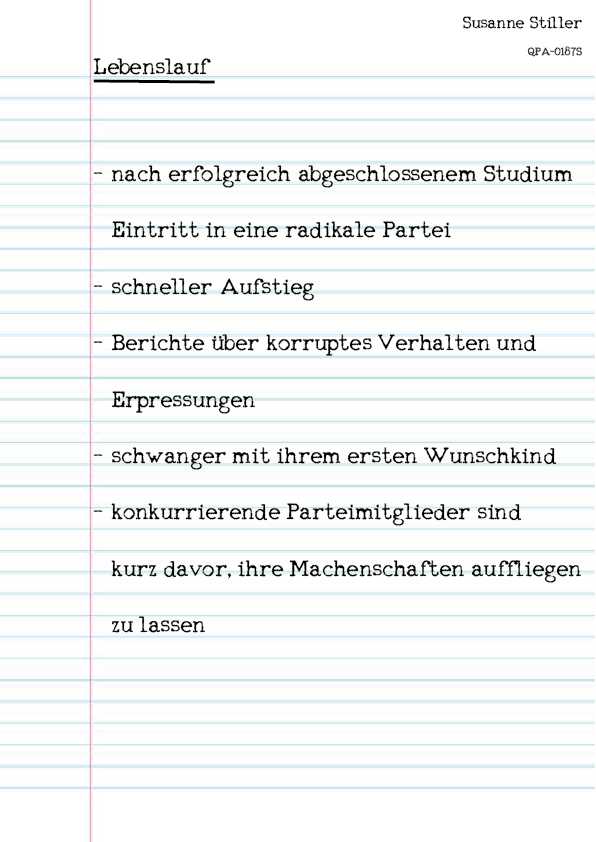 Susanne Stiller
QPA-0187S
Lebenslauf
- nach erfolgreich abgeschlossenem Studium
Eintritt in eine radikale Partei
- schneller Aufstieg
- Berichte über korruptes Verhalten und
Erpressungen
- schwanger mit ihrem ersten Wunschkind
- konkurrierende Parteimitglieder sind
kurz davor, ihre Machenschaften auffliegen
zu lassen